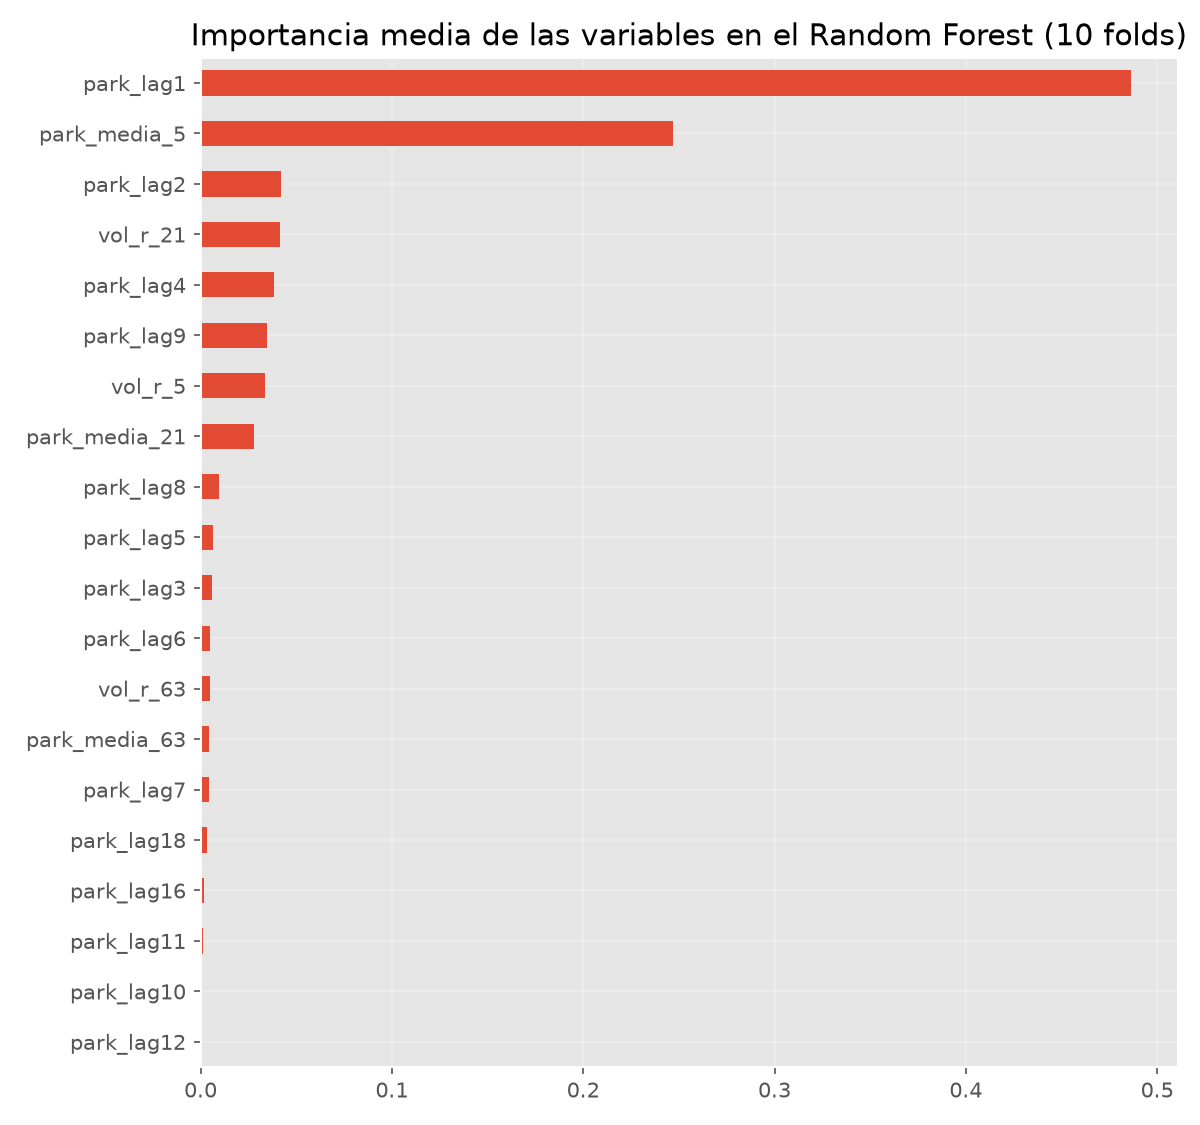 Importancia media de las variables en el Random Forest (10 folds)
park_lag1
park_media_5
park_lag2
vol_r_21
park_lag4
park_lag9
vol_r_5
park_media_21
park_lag8
park_lag5
park_lag3
park_lag6
vol_r_63
park_media_63
park_lag7
park_lag18
park_lag16
park_lag11
park_lag10
park_lag12
0.0 0.1 0.2 0.3 0.4 0.5